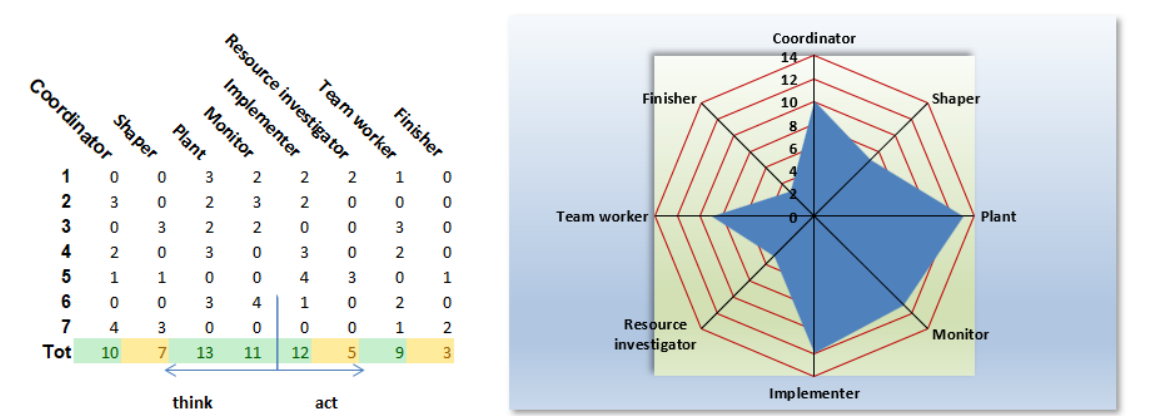 Coordinator Shaper Plant Monitor Implementer Resource investigator Team worker Finisher
1 0 0 3 2 2 2 1 0
2 3 0 2 3 2 0 0 0
3 0 3 2 2 0 0 3 0
4 2 0 3 0 3 0 2 0
5 1 1 0 0 4 3 0 1
6 0 0 3 4 1 0 2 0
7 4 3 0 0 0 0 1 2
Tot 10 7 13 11 12 5 9 3
think act
Coordinator
14
12
10
8
6
4
2
0
Shaper
Plant
Monitor
Implementer
Resource
investigator
Team worker
Finisher